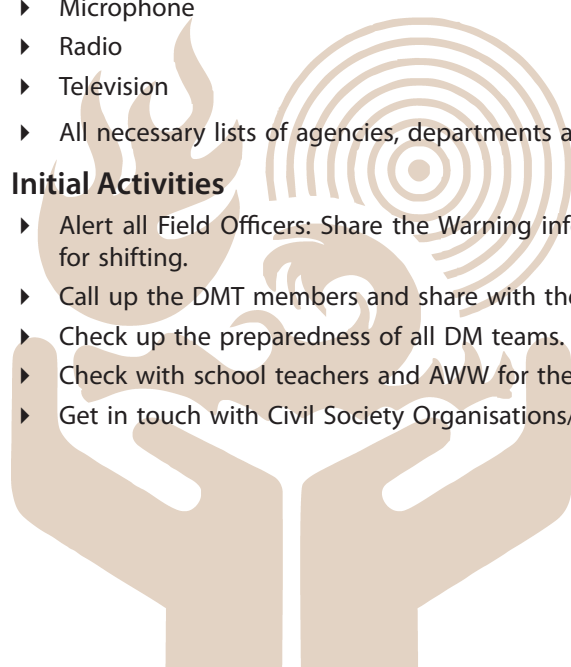 ▸ Microphone
▸ Radio
▸ Television
▸ All necessary lists of agencies, departments a
Initial Activities
▸ Alert all Field Officers: Share the Warning inf
for shifting.
▸ Call up the DMT members and share with the
▸ Check up the preparedness of all DM teams.
▸ Check with school teachers and AWW for the
▸ Get in touch with Civil Society Organisations/